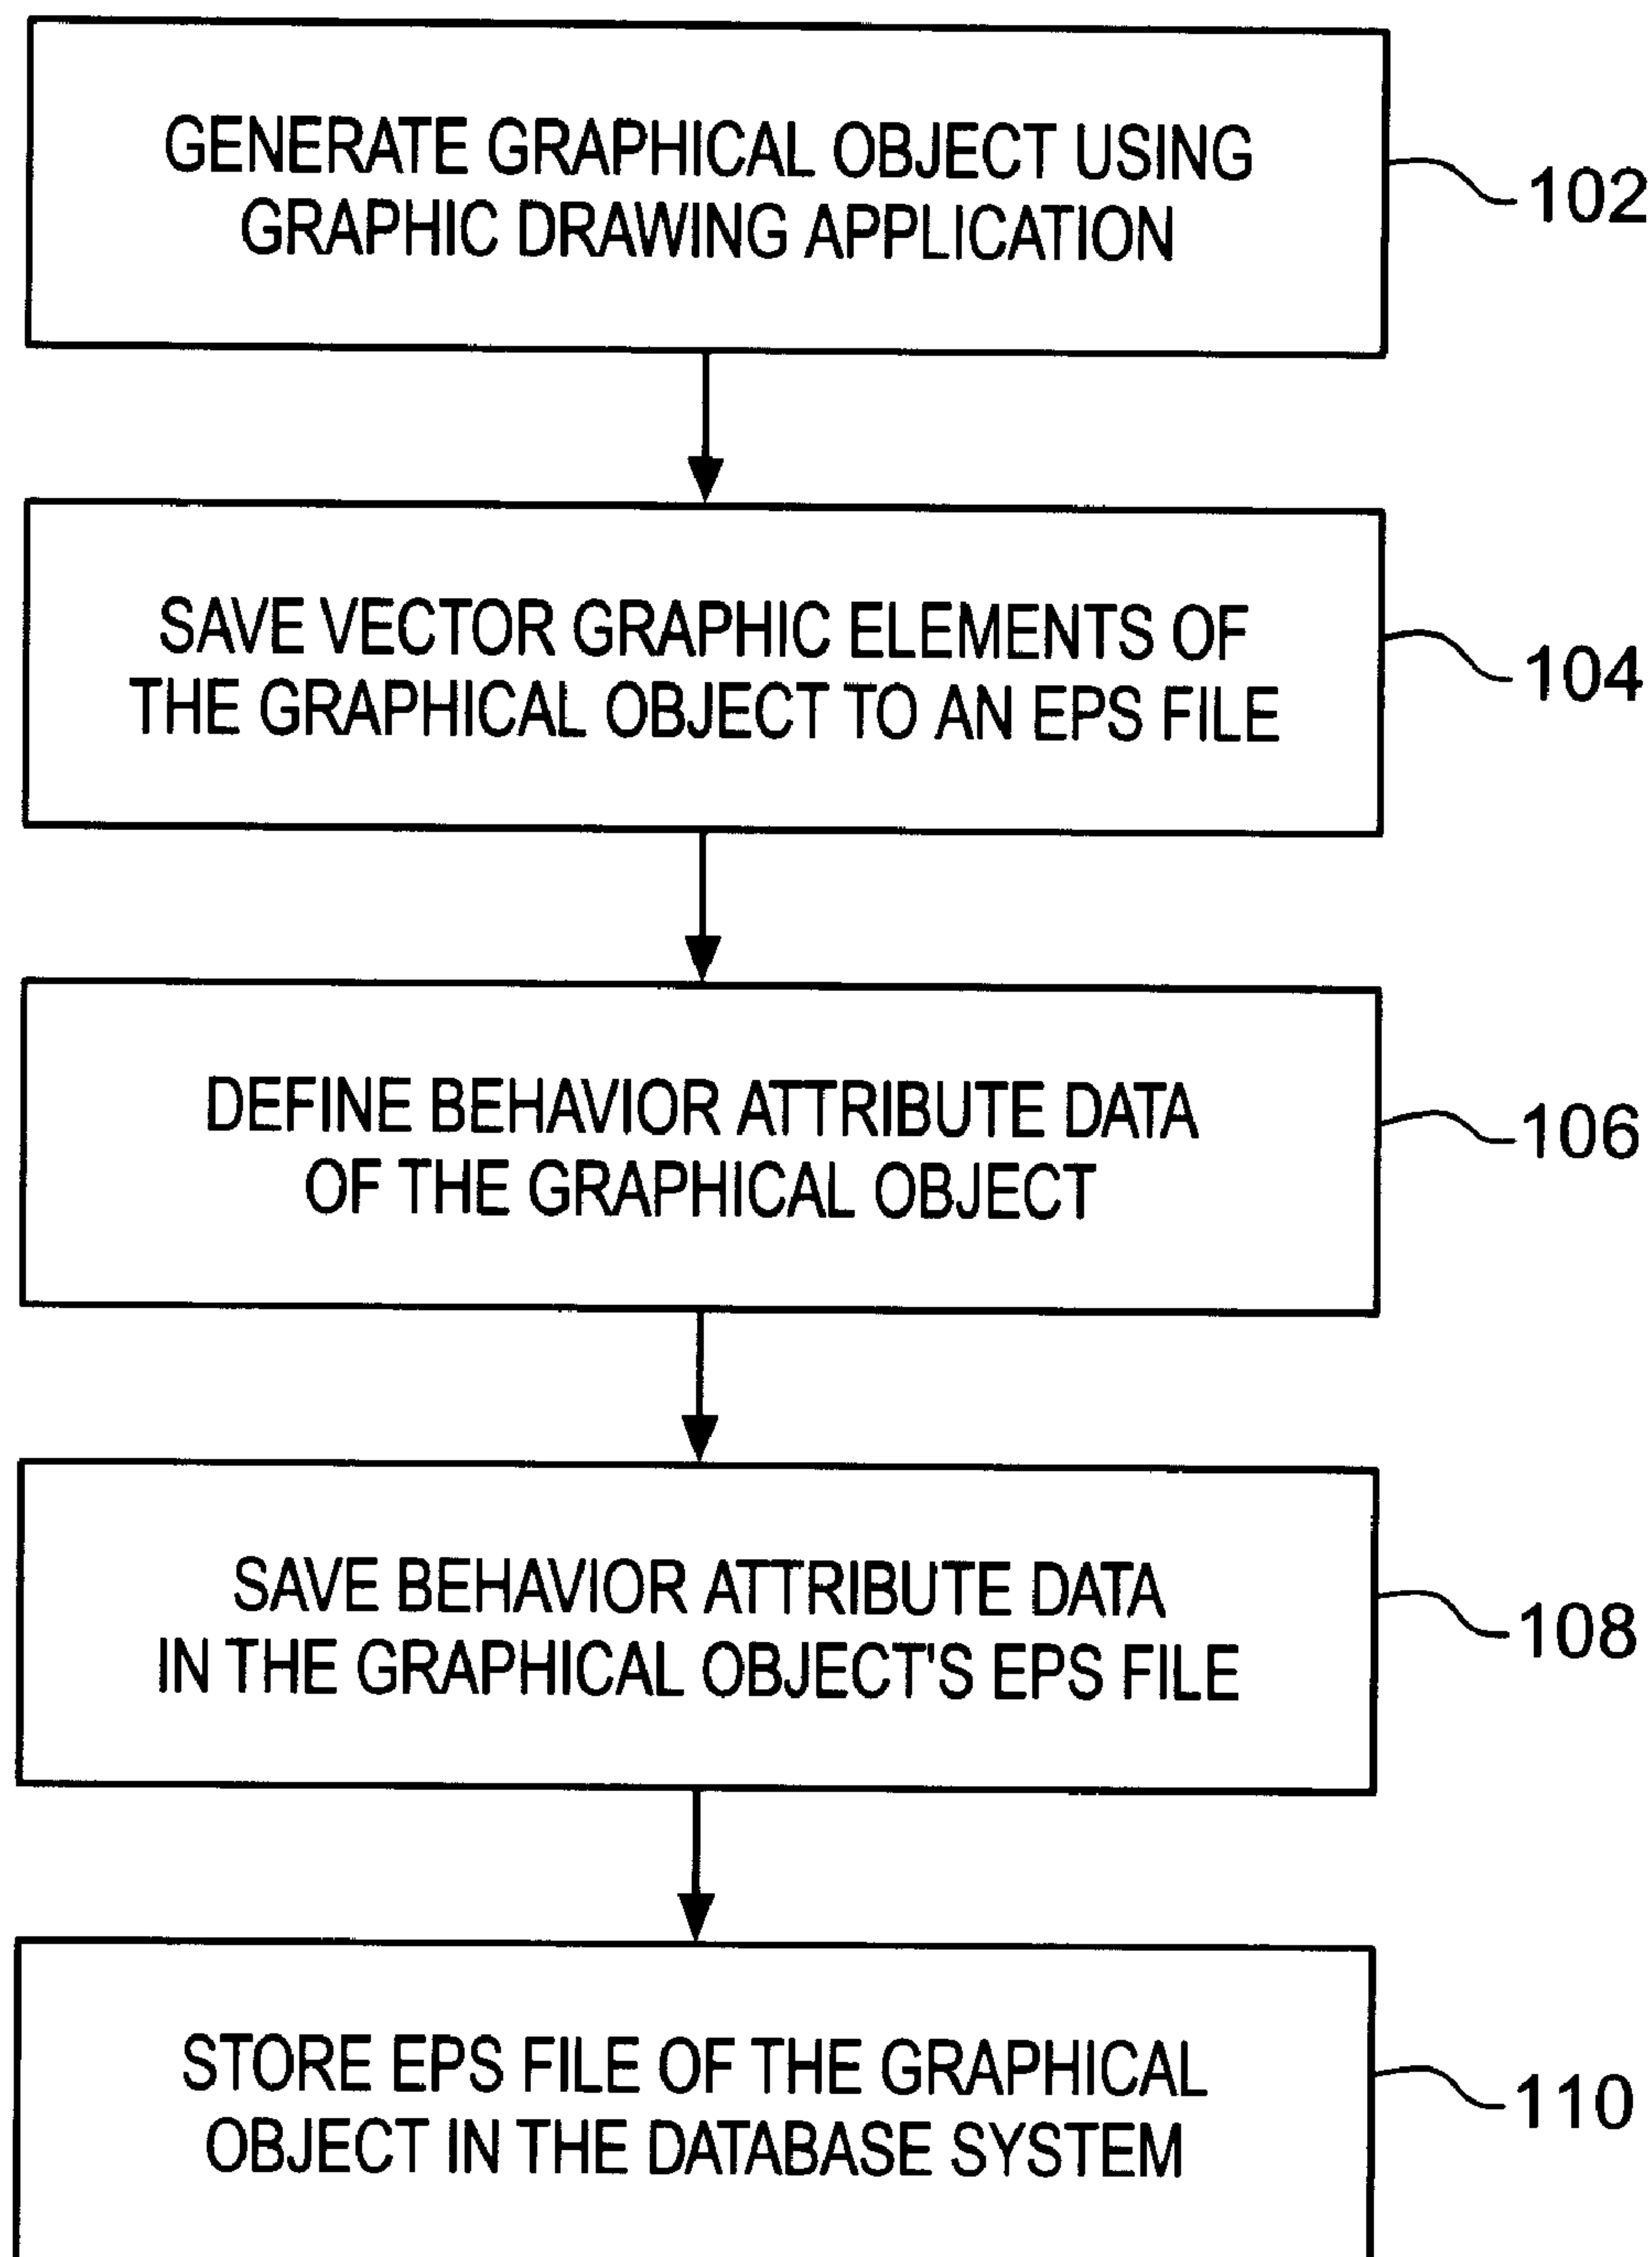 GENERATE GRAPHICAL OBJECT USING
GRAPHIC DRAWING APPLICATION
102
SAVE VECTOR GRAPHIC ELEMENTS OF
THE GRAPHICAL OBJECT TO AN EPS FILE
104
DEFINE BEHAVIOR ATTRIBUTE DATA
OF THE GRAPHICAL OBJECT
106
SAVE BEHAVIOR ATTRIBUTE DATA
IN THE GRAPHICAL OBJECT'S EPS FILE
108
STORE EPS FILE OF THE GRAPHICAL
OBJECT IN THE DATABASE SYSTEM
110